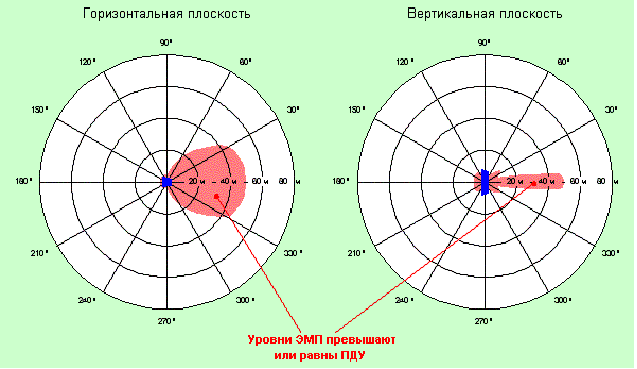 Горизонтальная плоскость
Вертикальная плоскость
90°
120°
60°
150°
30°
180°
20 м
40 м
60 м
80 м
210°
330°
240°
300°
270°
90°
120°
60°
150°
30°
180°
20 м
40 м
60 м
80 м
210°
330°
240°
300°
270°
Уровни ЭМП превышают
или равны ПДУ